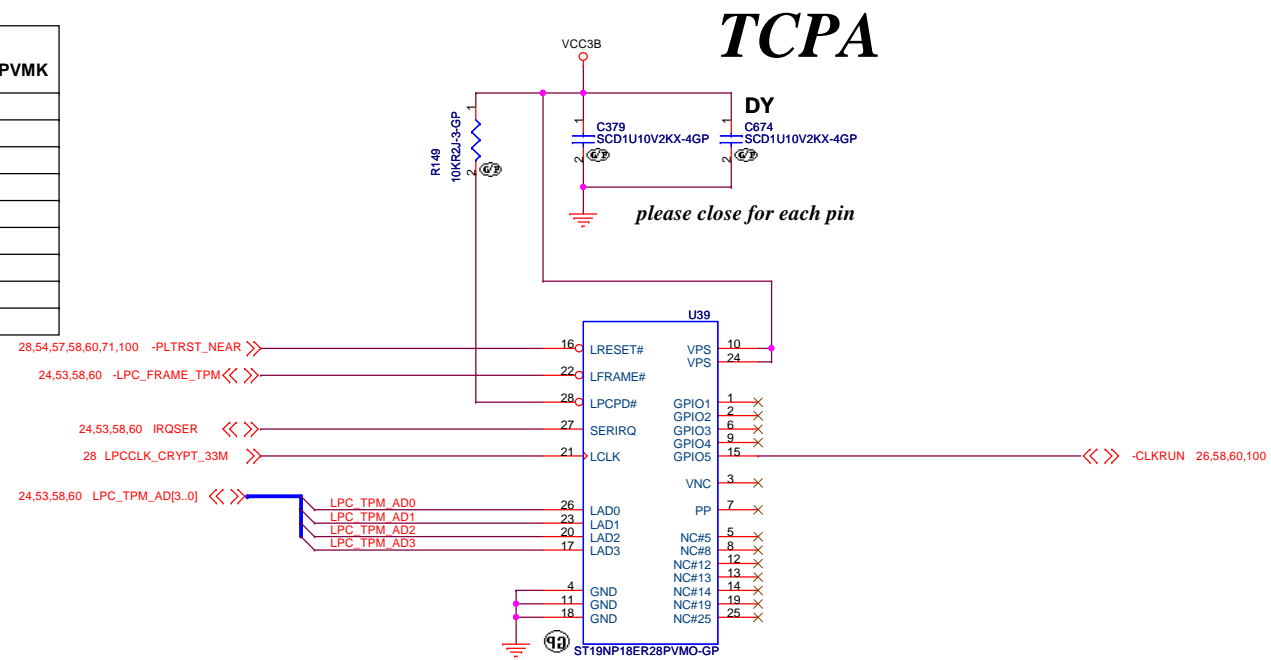 TCPA
PVMK
VCC3B
DY
1
R149
10KR2J-3-GP
2
G/P
1
C379
SCD1U10V2KX-4GP
2
G/P
1
C674
SCD1U10V2KX-4GP
2
G/P
please close for each pin
U39
28,54,57,58,60,71,100 -PLTRST_NEAR
16 LRESET#
24,53,58,60 -LPC_FRAME_TPM
22 LFRAME#
28 LPCPD#
24,53,58,60 IRQSER
27 SERIRQ
28 LPCCLK_CRYPT_33M
21 LCLK
24,53,58,60 LPC_TPM_AD[3..0]
LPC_TPM_AD0 26 LAD0
LPC_TPM_AD1 23 LAD1
LPC_TPM_AD2 20 LAD2
LPC_TPM_AD3 17 LAD3
4 GND
11 GND
18 GND
VPS 10
VPS 24
GPIO1 1
GPIO2 2
GPIO3 6
GPIO4 9
GPIO5 15
-CLKRUN 26,58,60,100
VNC 3
PP 7
NC#5 5
NC#8 8
NC#12 12
NC#13 13
NC#14 14
NC#19 19
NC#25 25
ST19NP18ER28PVMO-GP